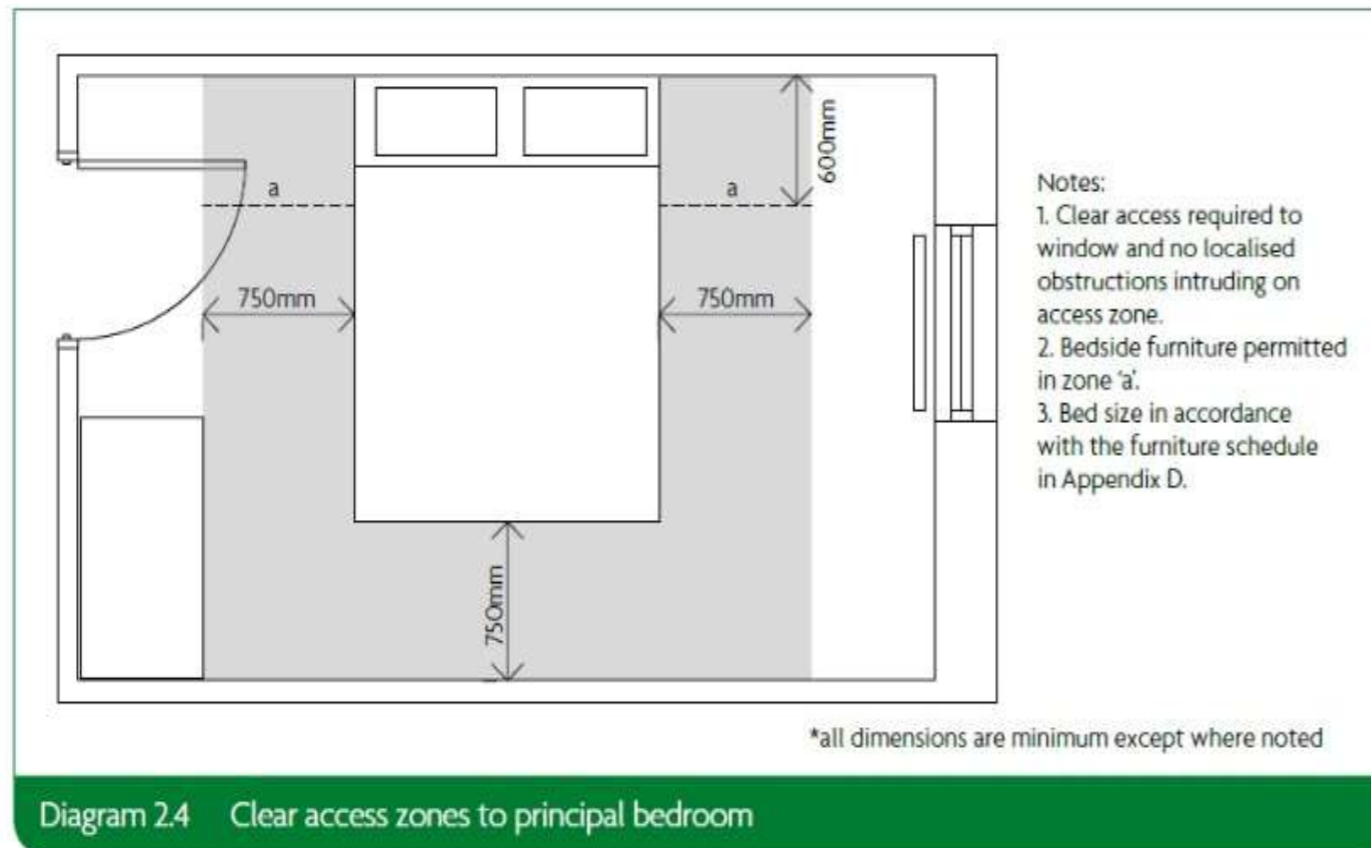 a
a
600mm
750mm
750mm
750mm
Notes:
1. Clear access required to
window and no localised
obstructions intruding on
access zone.
2. Bedside furniture permitted
in zone ‘a’.
3. Bed size in accordance
with the furniture schedule
in Appendix D.
*all dimensions are minimum except where noted
Diagram 2.4 Clear access zones to principal bedroom